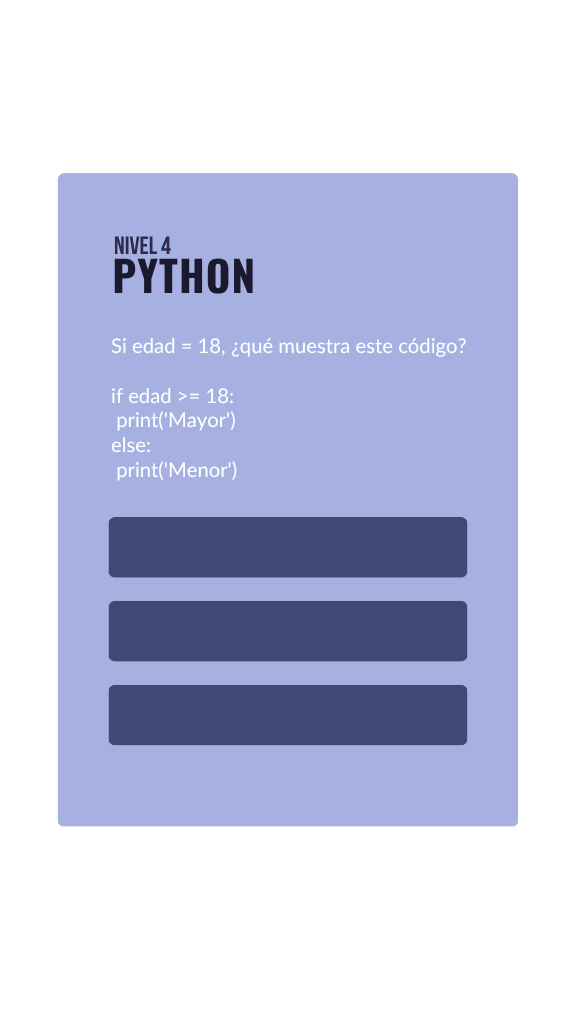 NIVEL 4
PYTHON
Si edad = 18, ¿qué muestra este código?
if edad >= 18:
 print('Mayor')
else:
 print('Menor')